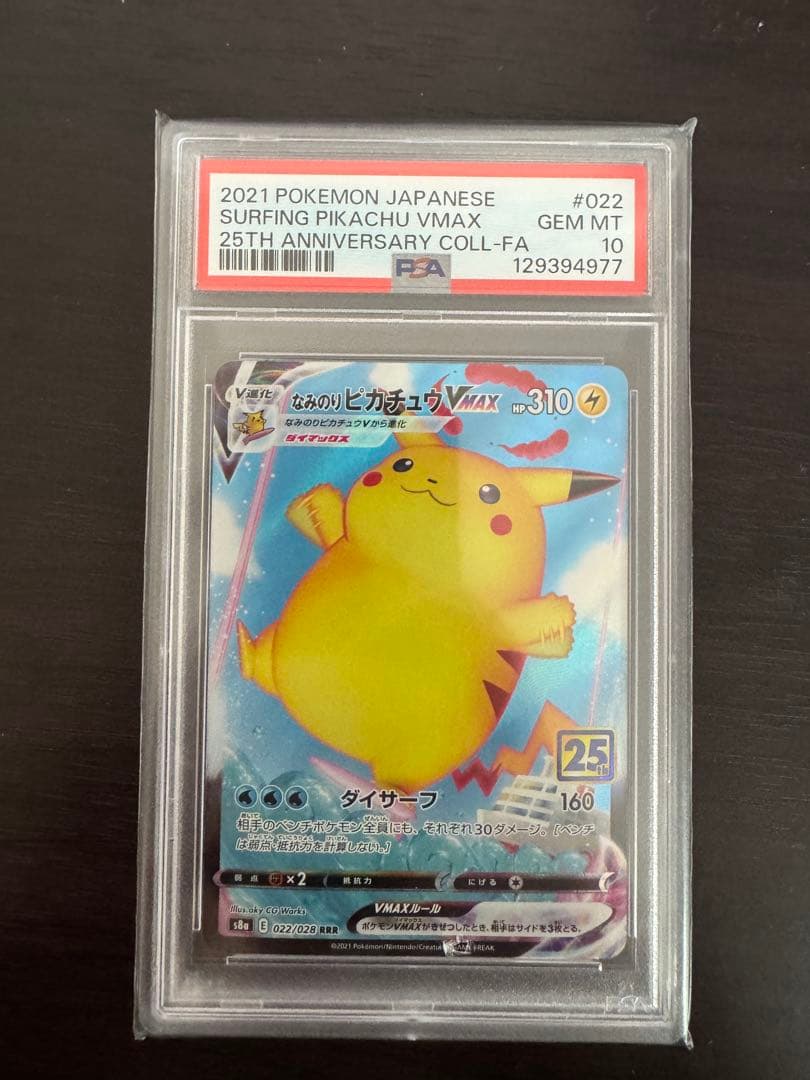 2021 POKEMON JAPANESE #022
SURFING PIKACHU VMAX GEM MT
25TH ANNIVERSARY COLL-FA 10
PSA 129394977
V進化
なみのりピカチュウVMAX HP310
なみのりピカチュウVから進化
ダイマックス
25th
ダイサーフ 160
相手のベンチポケモン全員にも、それぞれ30ダメージ。[ベンチ
は弱点・抵抗力を計算しない。]
弱点 ×2 抵抗力 にげる
Illus. aky CG Works
VMAXルール
ポケモンVMAXがきぜつしたとき、相手はサイドを3枚とる。
s8a E 022/028 RRR
©2021 Pokémon/Nintendo/Creatures/GAME FREAK